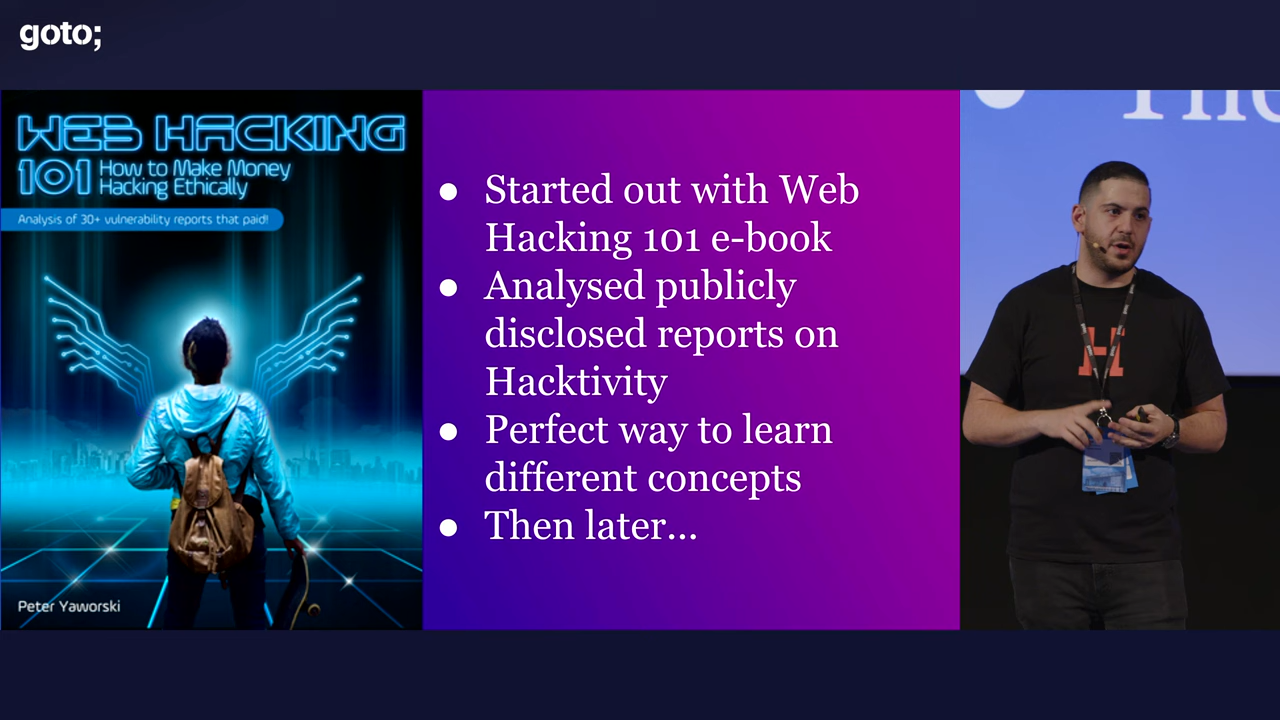 goto;
WEB HACKING
101 How to Make Money
Hacking Ethically
Analysis of 30+ vulnerability reports that paid!
Peter Yaworski
● Started out with Web
Hacking 101 e-book
● Analysed publicly
disclosed reports on
Hacktivity
● Perfect way to learn
different concepts
● Then later...
The
H